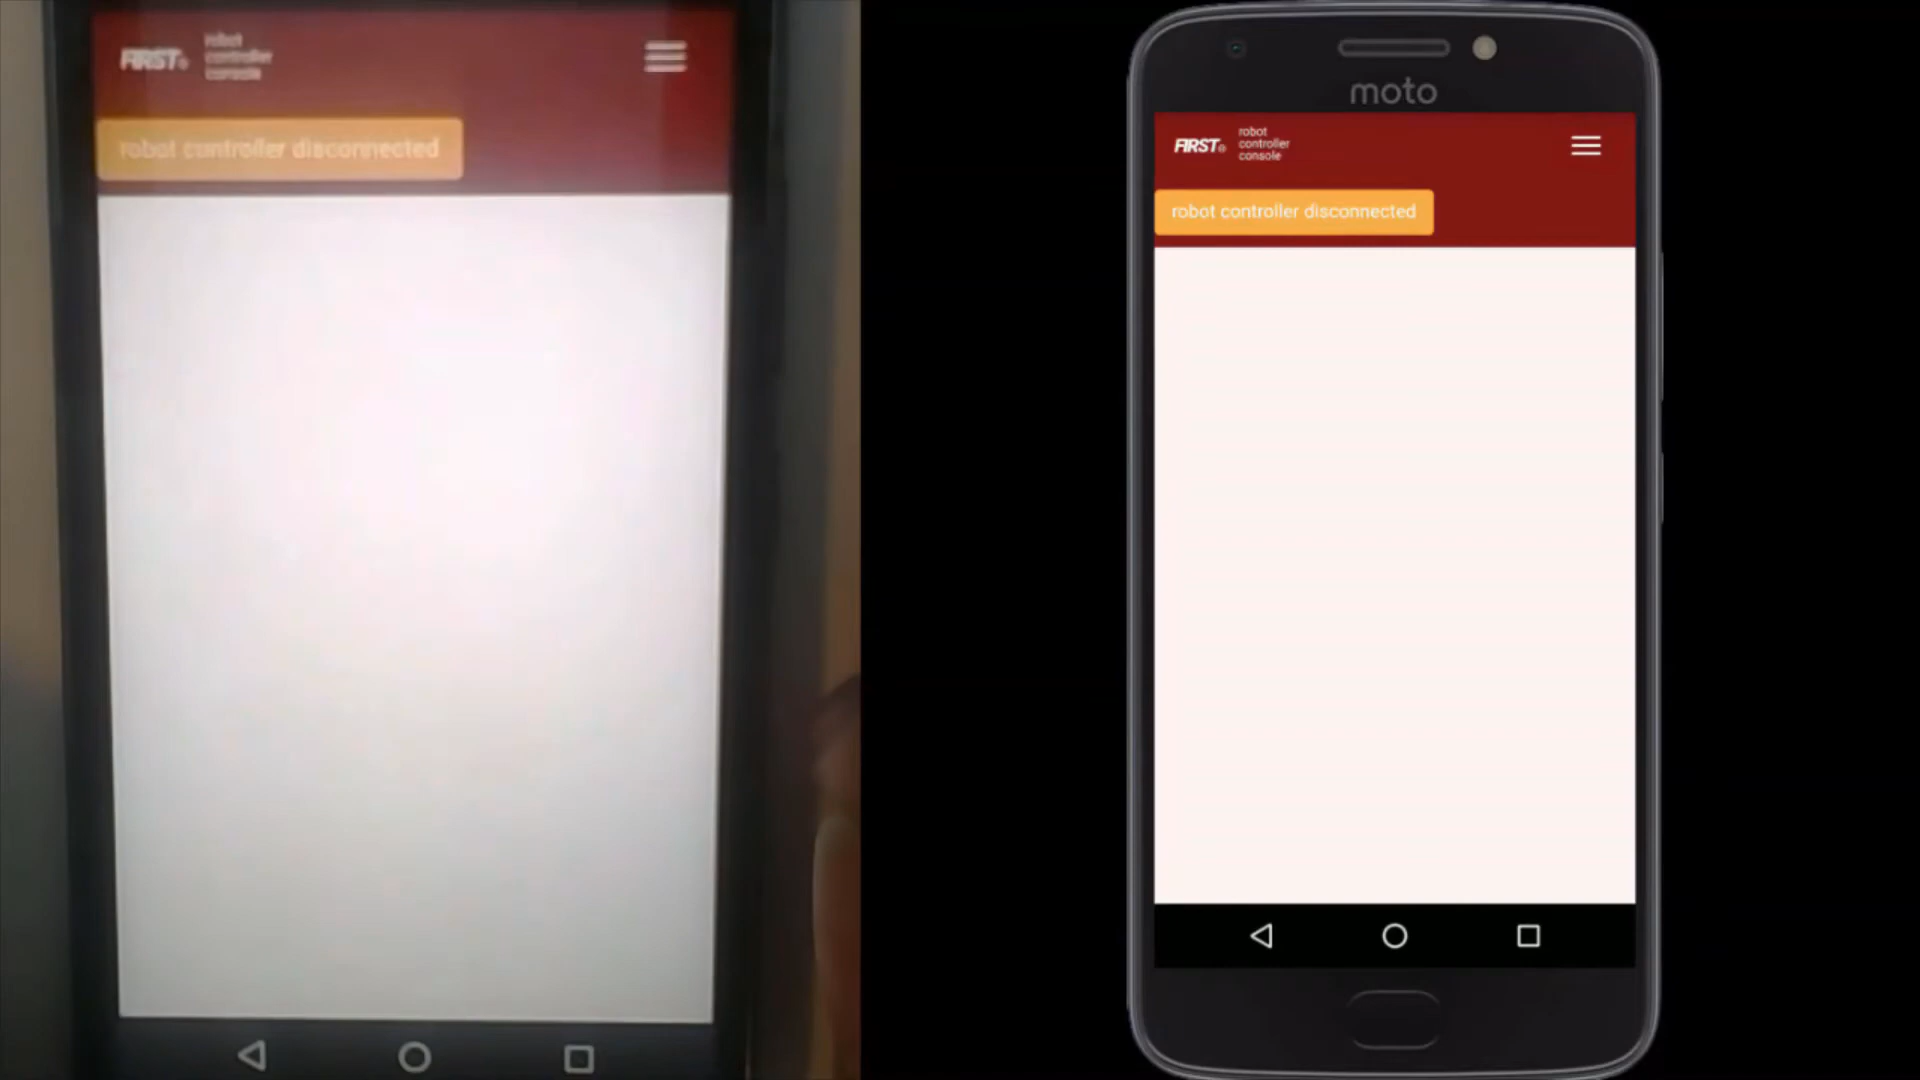 FIRST®
robot
controller
console
robot controller disconnected
moto
FIRST®
robot
controller
console
robot controller disconnected